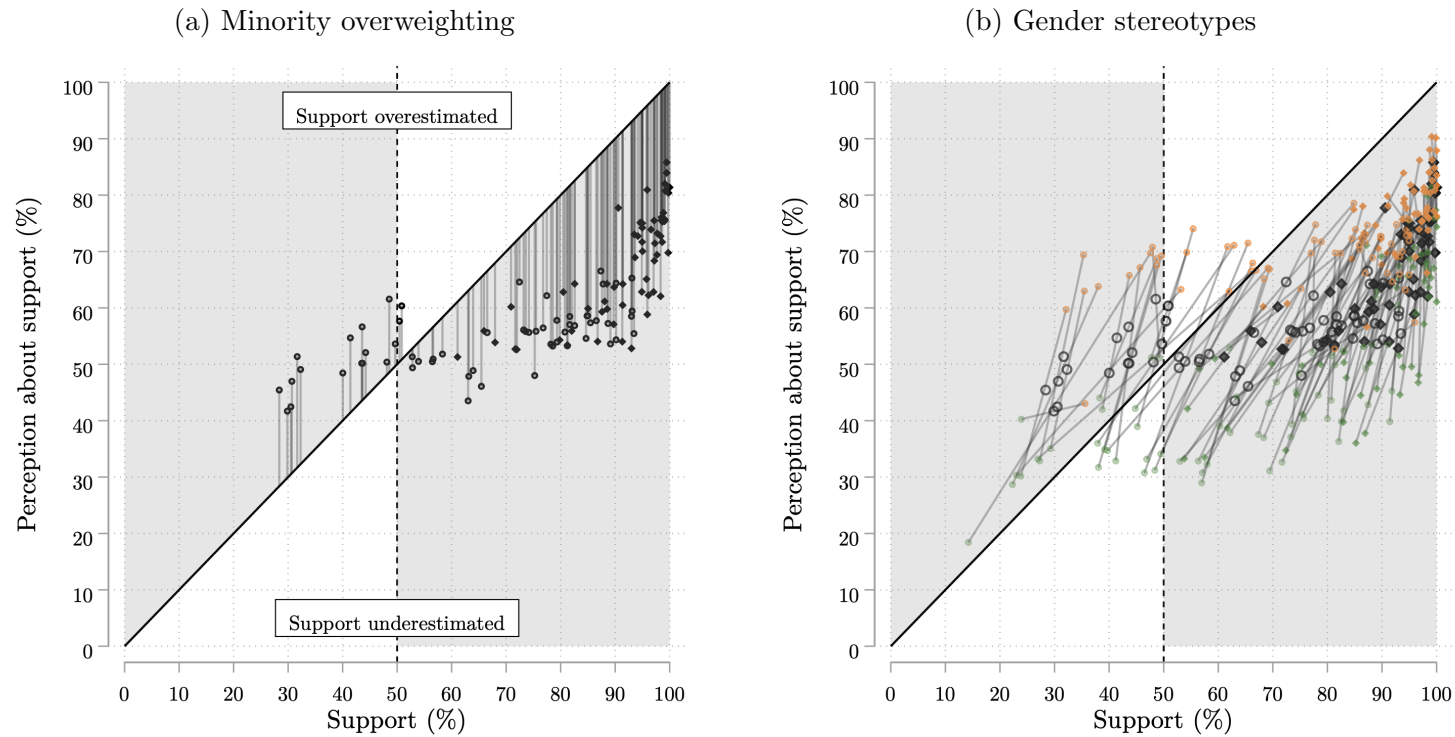 (a) Minority overweighting
100
90
80
70
60
50
40
30
20
10
0
Perception about support (%)
Support overestimated
Support underestimated
0 10 20 30 40 50 60 70 80 90 100
Support (%)
(b) Gender stereotypes
100
90
80
70
60
50
40
30
20
10
0
Perception about support (%)
0 10 20 30 40 50 60 70 80 90 100
Support (%)